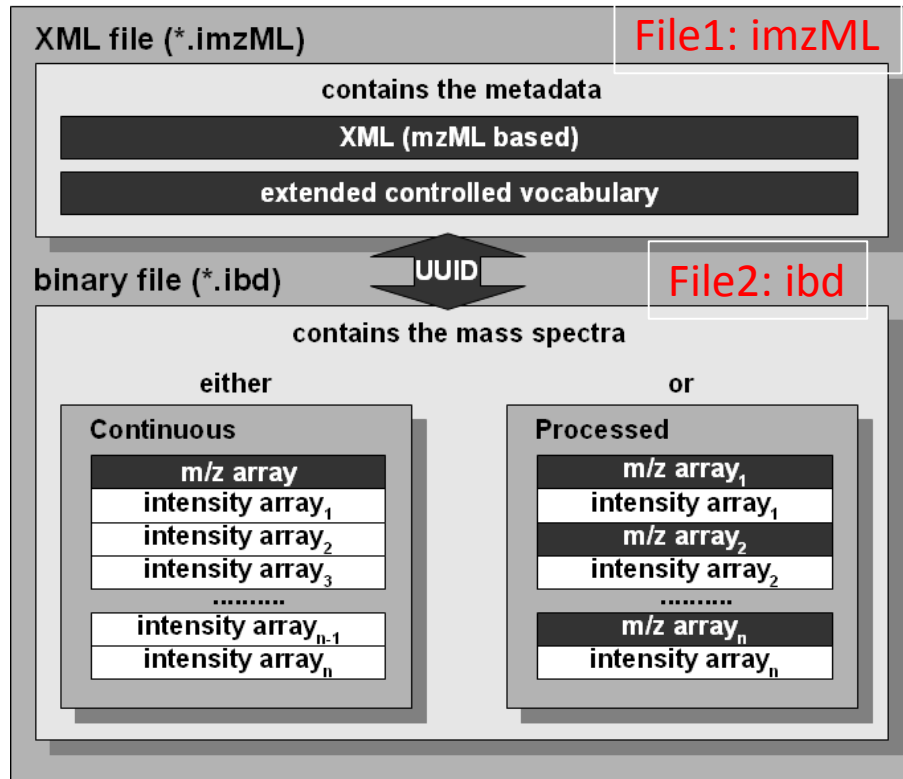 XML file (*.imzML)
File1: imzML
contains the metadata
XML (mzML based)
extended controlled vocabulary
UUID
binary file (*.ibd)
File2: ibd
contains the mass spectra
either
or
Continuous
m/z array
intensity array1
intensity array2
intensity array3
..........
intensity arrayn-1
intensity arrayn
Processed
m/z array1
intensity array1
m/z array2
intensity array2
..........
m/z arrayn
intensity arrayn